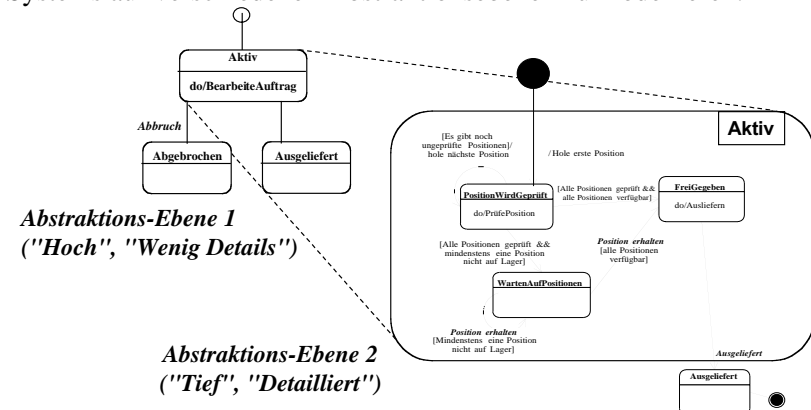 Aktiv
do/BearbeiteAuftrag
Abbruch
Abgebrochen
Ausgeliefert
Abstraktions-Ebene 1
("Hoch", "Wenig Details")
Aktiv
[Es gibt noch
ungeprüfte Positionen]/
hole nächste Position
/Hole erste Position
PositionWirdGeprüft
do/PrüfePosition
[Alle Positionen geprüft &&
alle Positionen verfügbar]
FreiGegeben
do/Ausliefern
[Alle Positionen geprüft &&
mindestens eine Position
nicht auf Lager]
Position erhalten
[alle Positionen
verfügbar]
WartenAufPositionen
Position erhalten
[Mindenstens eine Position
nicht auf Lager]
Ausgeliefert
Ausgeliefert
Abstraktions-Ebene 2
("Tief", "Detailliert")